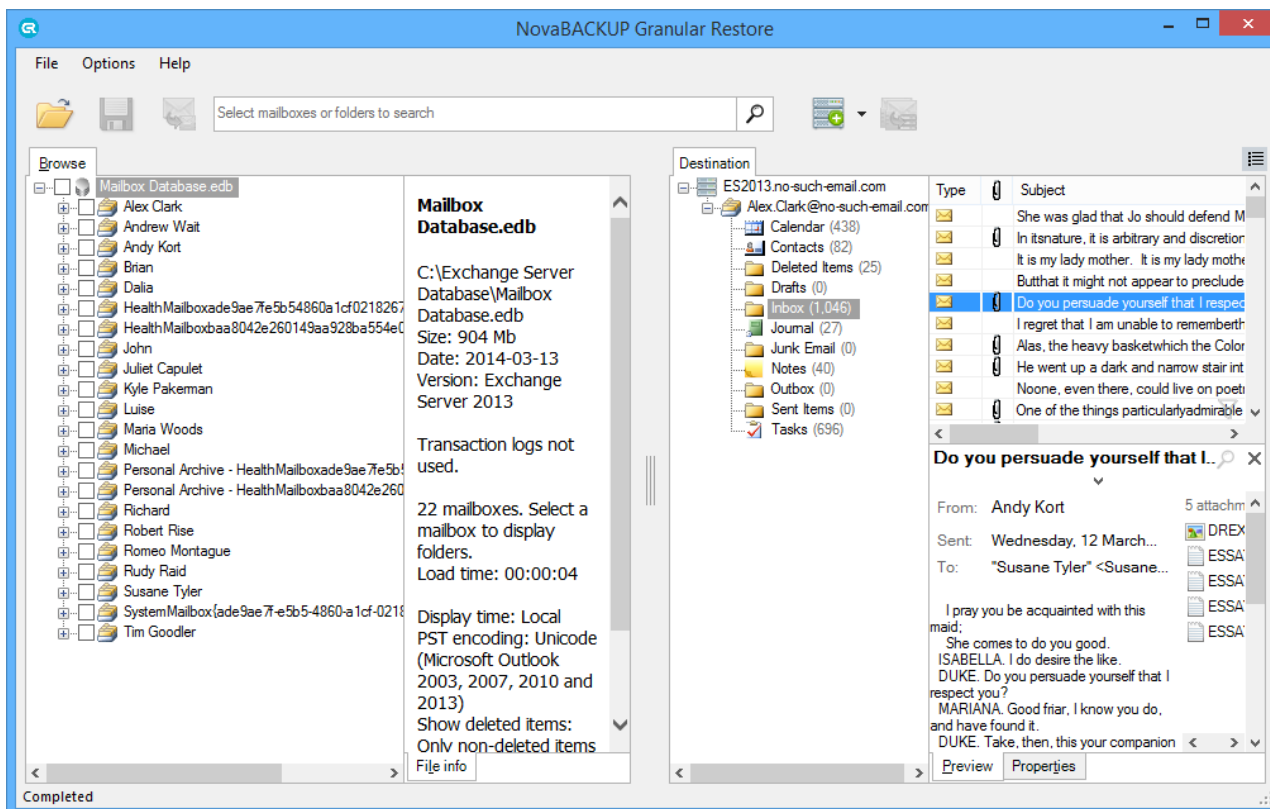 NovaBACKUP Granular Restore
File Options Help
Select mailboxes or folders to search
Browse
Mailbox Database.edb
Alex Clark
Andrew Wait
Andy Kort
Brian
Dalia
HealthMailboxade9ae7fe5b54860a1cf0218267
HealthMailboxbaa8042e260149aa928ba554e0
John
Juliet Capulet
Kyle Pakerman
Luise
Maria Woods
Michael
Personal Archive - HealthMailboxade9ae7fe5b5
Personal Archive - HealthMailboxbaa8042e260
Richard
Robert Rise
Romeo Montague
Rudy Raid
Susane Tyler
SystemMailbox{ade9ae7f-e5b5-4860-a1cf-0218
Tim Goodler
Mailbox
Database.edb
C:\Exchange Server
Database\Mailbox
Database.edb
Size: 904 Mb
Date: 2014-03-13
Version: Exchange
Server 2013
Transaction logs not
used.
22 mailboxes. Select a
mailbox to display
folders.
Load time: 00:00:04
Display time: Local
PST encoding: Unicode
(Microsoft Outlook
2003, 2007, 2010 and
2013)
Show deleted items:
Only non-deleted items
File info
Destination
ES2013.no-such-email.com
Alex.Clark@no-such-email.com
Calendar (438)
Contacts (82)
Deleted Items (25)
Drafts (0)
Inbox (1,046)
Journal (27)
Junk Email (0)
Notes (40)
Outbox (0)
Sent Items (0)
Tasks (696)
Type Subject
She was glad that Jo should defend M
In itsnature, it is arbitrary and discretion
It is my lady mother. It is my lady mothe
Butthat it might not appear to preclude
Do you persuade yourself that I respec
I regret that I am unable to rememberth
Alas, the heavy basketwhich the Color
He went up a dark and narrow stair int
Noone, even there, could live on poetr
One of the things particularlyadmirable
Do you persuade yourself that I..
From: Andy Kort
Sent: Wednesday, 12 March...
To: "Susane Tyler" <Susane...
5 attachm
DREX
ESSA
ESSA
ESSA
ESSA
I pray you be acquainted with this
maid;
She comes to do you good.
ISABELLA. I do desire the like.
DUKE. Do you persuade yourself that I
respect you?
MARIANA. Good friar, I know you do,
and have found it.
DUKE. Take, then, this your companion
Preview Properties
Completed